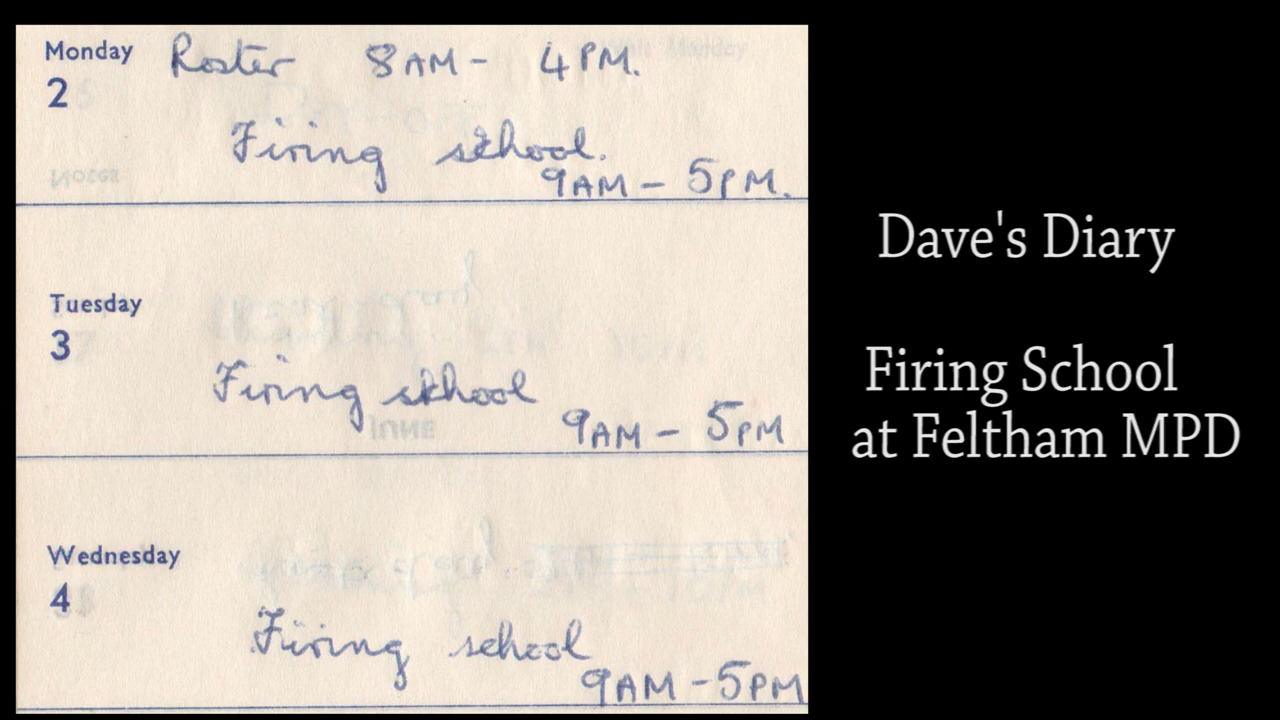 Monday Roster 8AM - 4PM.
2
Firing school.
9AM - 5PM.
Tuesday
3
Firing school
9AM - 5PM
Wednesday
4
Firing school
9AM - 5PM
Dave's Diary
Firing School
at Feltham MPD